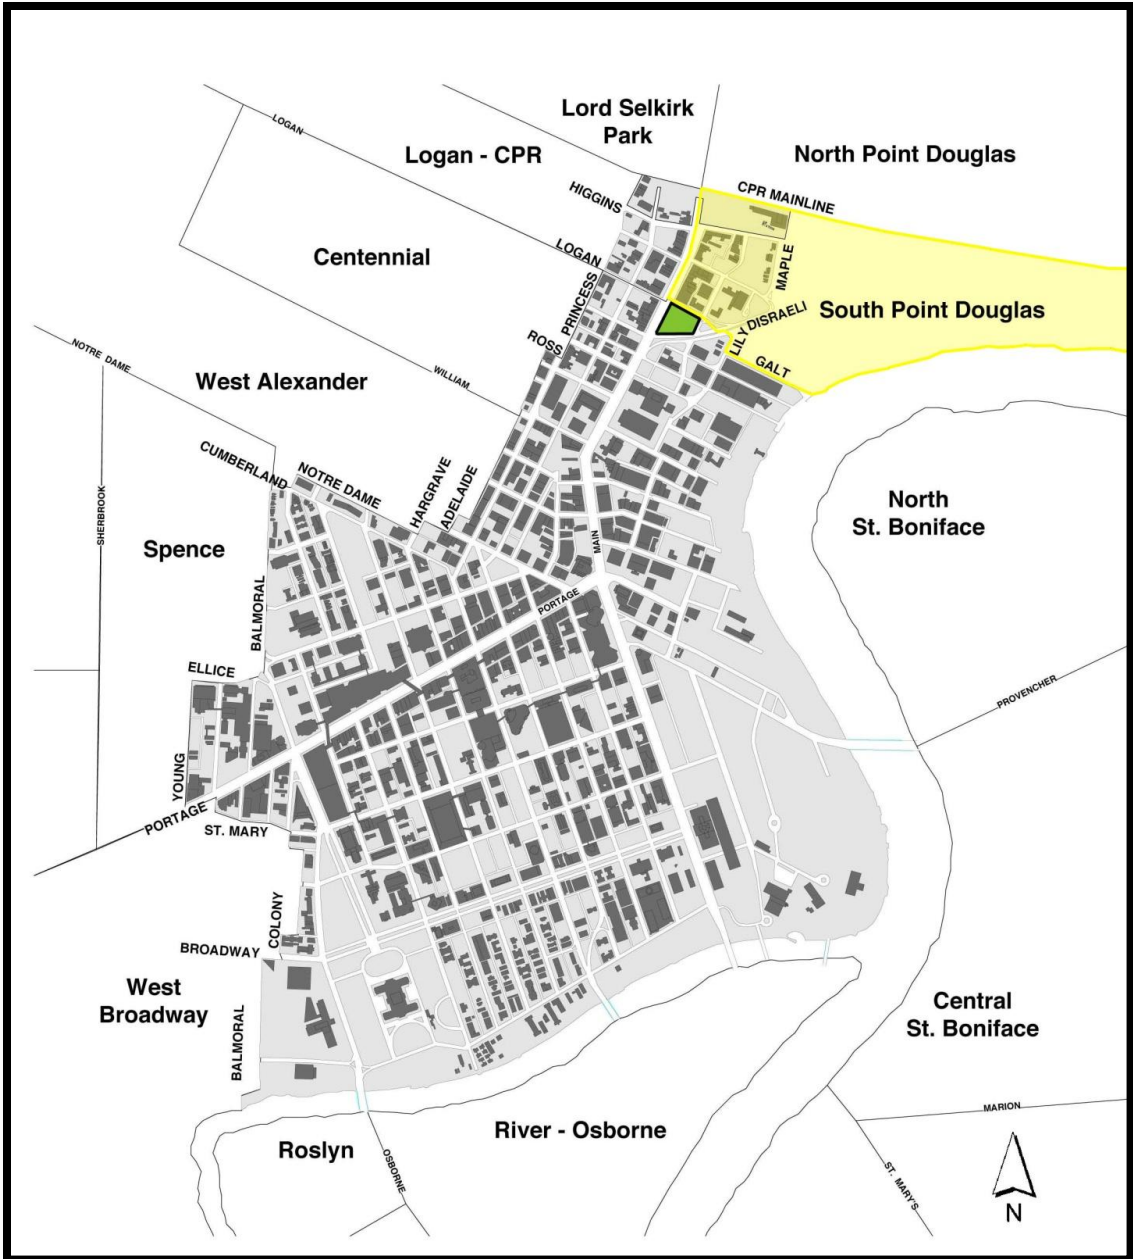 Lord Selkirk
Park
LOGAN
Logan - CPR
North Point Douglas
HIGGINS
CPR MAINLINE
LOGAN
Centennial
MAPLE
PRINCESS
South Point Douglas
DISRAELI
LILY
ROSS
GALT
NOTRE DAME
WILLIAM
West Alexander
CUMBERLAND
NOTRE DAME
HARGRAVE
ADELAIDE
SHERBROOK
North
St. Boniface
MAIN
Spence
BALMORAL
PORTAGE
ELLICE
PROVENCHER
YOUNG
PORTAGE
ST. MARY
COLONY
BROADWAY
West
Broadway
Central
St. Boniface
BALMORAL
MARION
River - Osborne
Roslyn
OSBORNE
ST. MARY'S
N